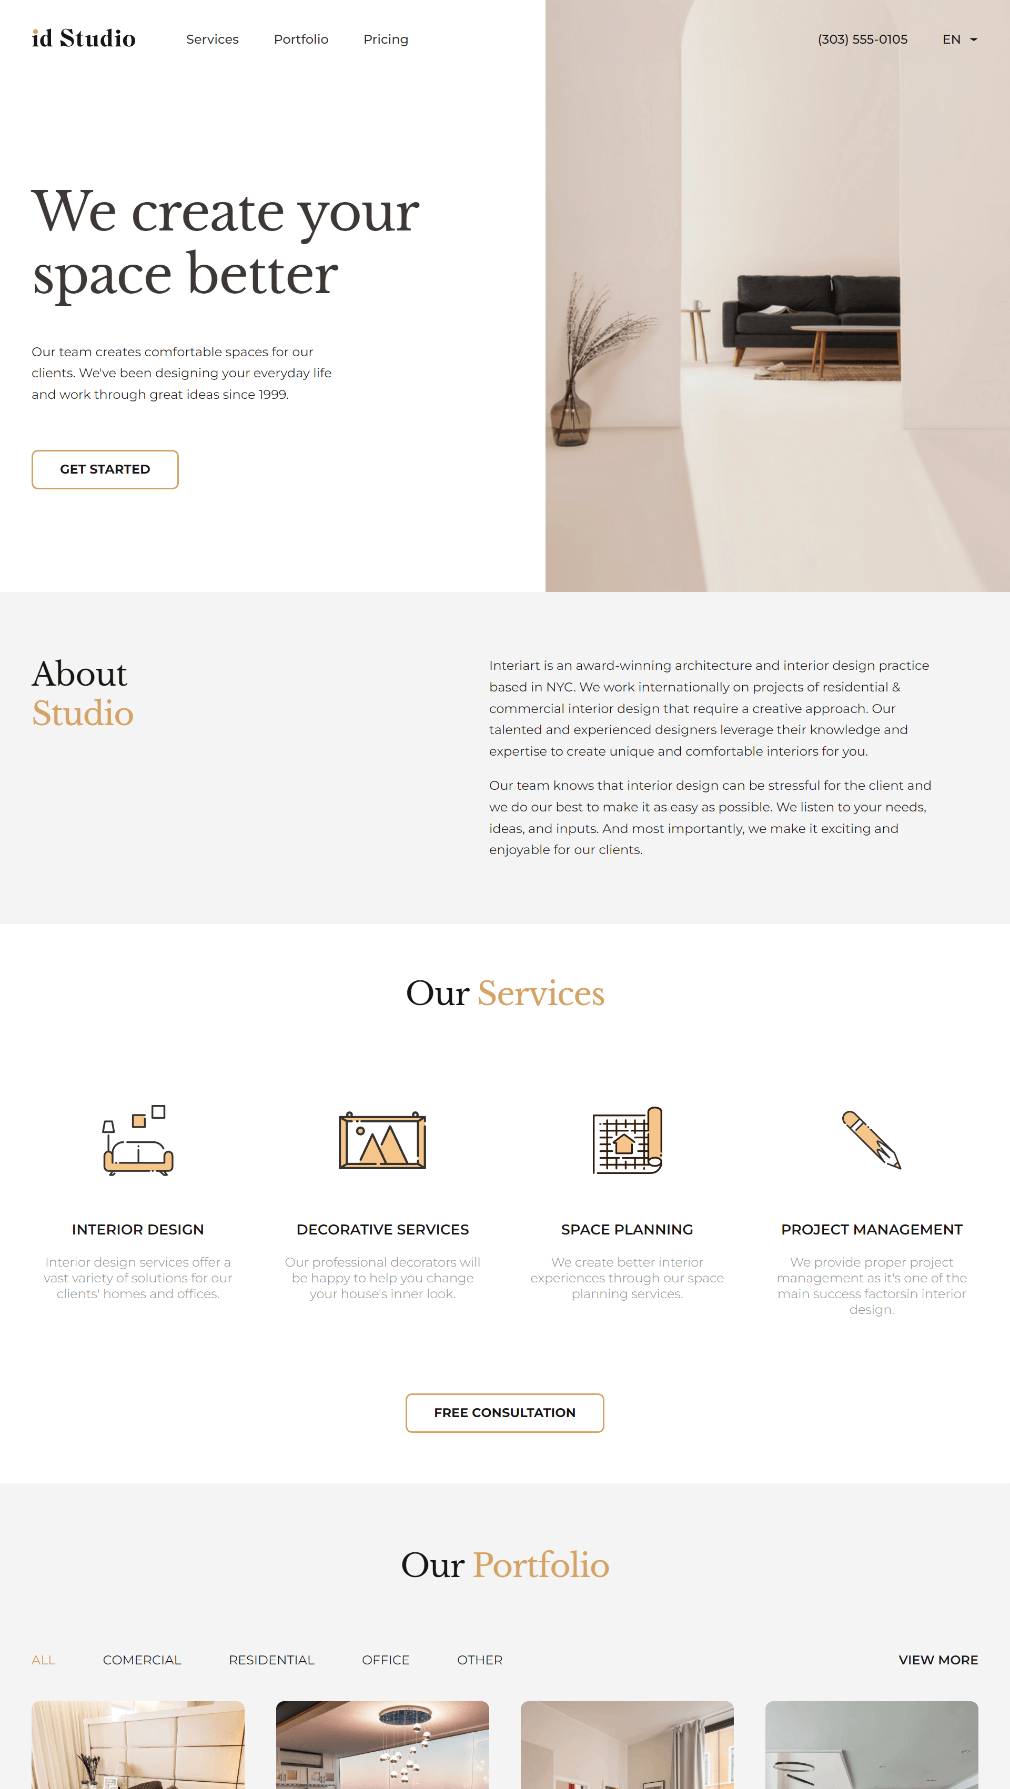 id Studio
Services
Portfolio
Pricing
(303) 555-0105
EN
We create your
space better
Our team creates comfortable spaces for our
clients. We've been designing your everyday life
and work through great ideas since 1999.
GET STARTED
About
Studio
Interiart is an award-winning architecture and interior design practice
based in NYC. We work internationally on projects of residential &
commercial interior design that require a creative approach. Our
talented and experienced designers leverage their knowledge and
expertise to create unique and comfortable interiors for you.
Our team knows that interior design can be stressful for the client and
we do our best to make it as easy as possible. We listen to your needs,
ideas, and inputs. And most importantly, we make it exciting and
enjoyable for our clients.
Our Services
INTERIOR DESIGN
Interior design services offer a
vast variety of solutions for our
clients' homes and offices.
DECORATIVE SERVICES
Our professional decorators will
be happy to help you change
your house's inner look.
SPACE PLANNING
We create better interior
experiences through our space
planning services.
PROJECT MANAGEMENT
We provide proper project
management as it's one of the
main success factorsin interior
design.
FREE CONSULTATION
Our Portfolio
ALL
COMERCIAL
RESIDENTIAL
OFFICE
OTHER
VIEW MORE